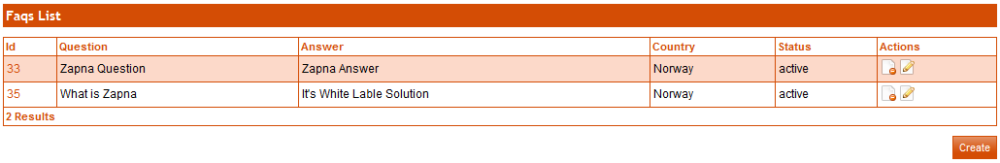 Faqs List
Id Question Answer Country Status Actions
33 Zapna Question Zapna Answer Norway active
35 What is Zapna It's White Lable Solution Norway active
2 Results
Create